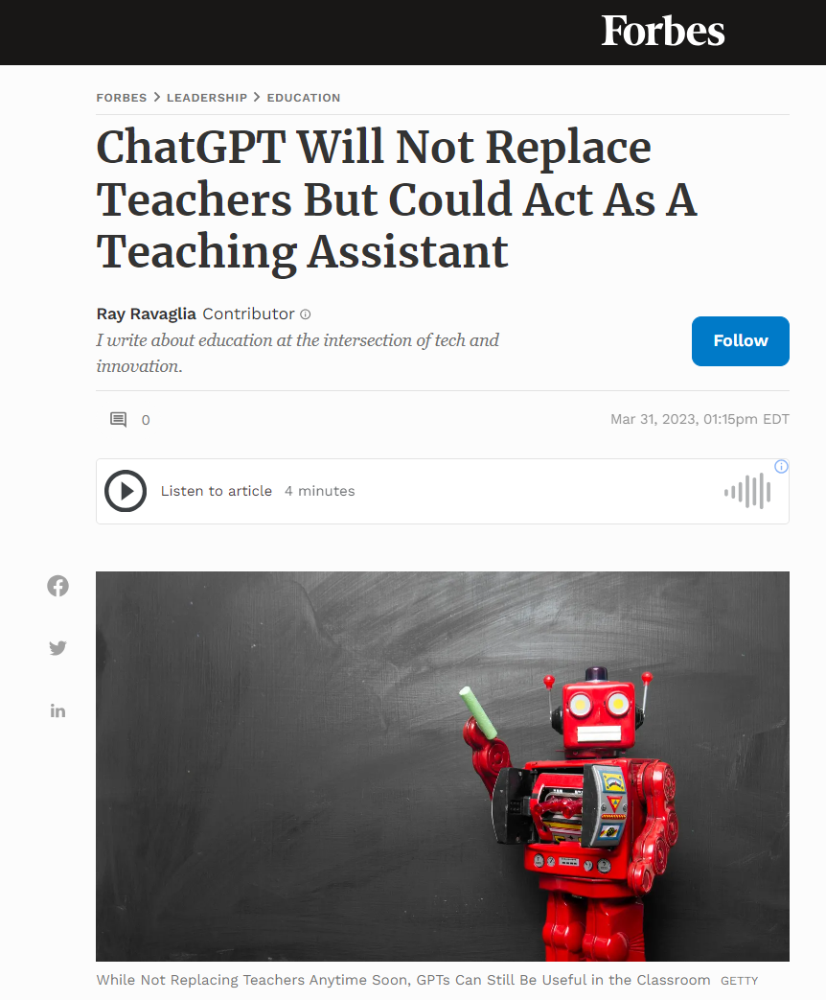 Forbes
FORBES > LEADERSHIP > EDUCATION
ChatGPT Will Not Replace
Teachers But Could Act As A
Teaching Assistant
Ray Ravaglia Contributor
I write about education at the intersection of tech and
innovation.
Follow
0
Mar 31, 2023, 01:15pm EDT
Listen to article 4 minutes
in
While Not Replacing Teachers Anytime Soon, GPTs Can Still Be Useful in the Classroom GETTY